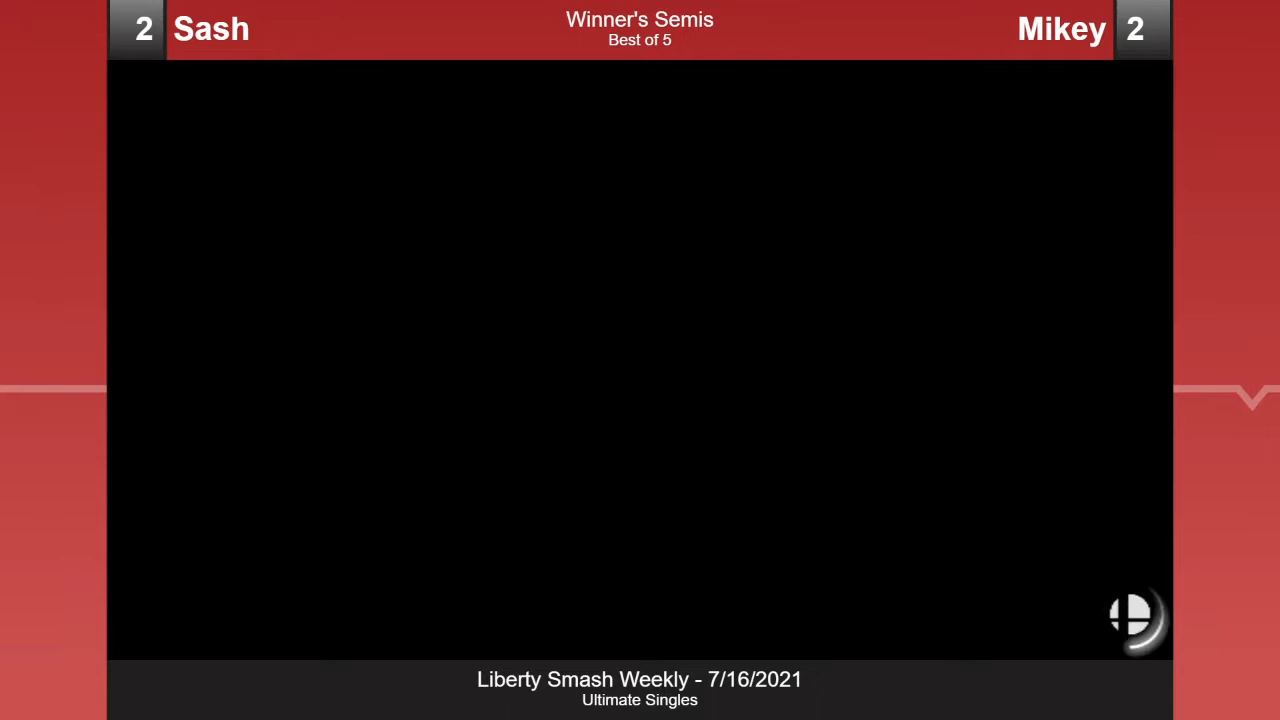 2 Sash
Winner's Semis
Best of 5
Mikey 2
Liberty Smash Weekly - 7/16/2021
Ultimate Singles